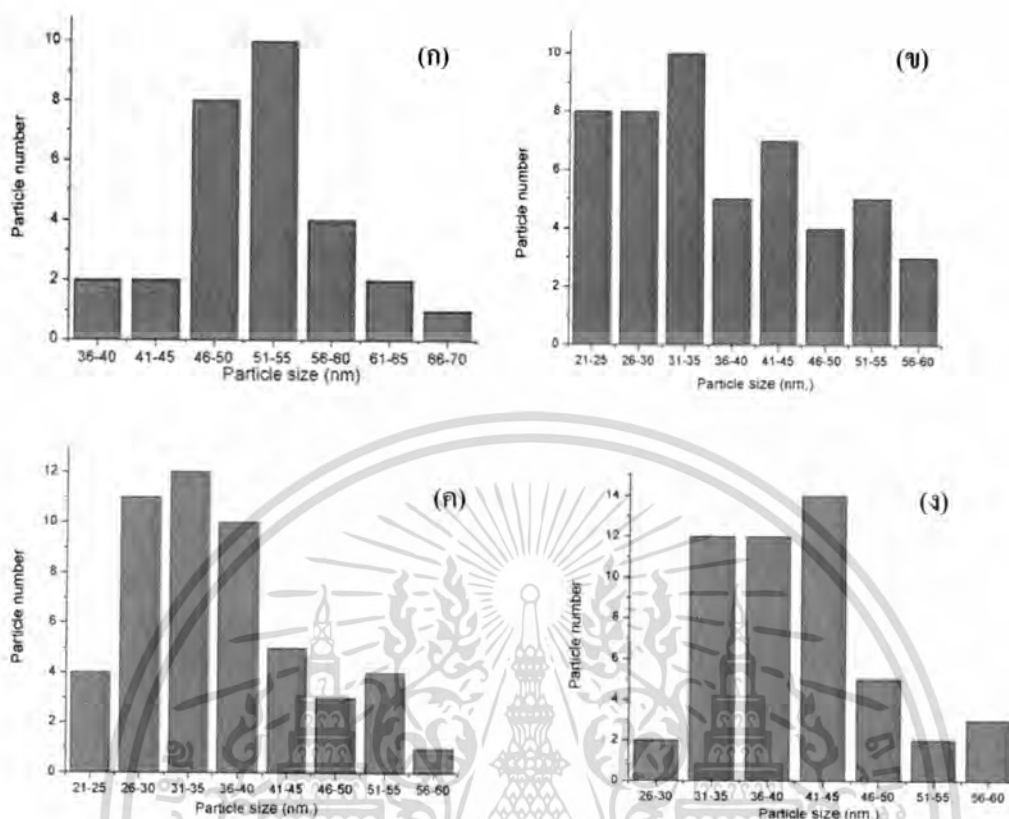 (ก)
10
8
6
4
2
0
Particle number
36-40 41-45 46-50 51-55 56-60 61-65 66-70
Particle size (nm)
(ข)
10
8
6
4
2
0
Particle number
21-25 26-30 31-35 36-40 41-45 46-50 51-55 56-60
Particle size (nm.)
(ค)
12
10
8
6
4
2
0
Particle number
21-25 26-30 31-35 36-40 41-45 46-50 51-55 56-60
Particle size (nm.)
(ง)
14
12
10
8
6
4
2
0
Particle number
26-30 31-35 36-40 41-45 46-50 51-55 56-60
Particle size (nm.)